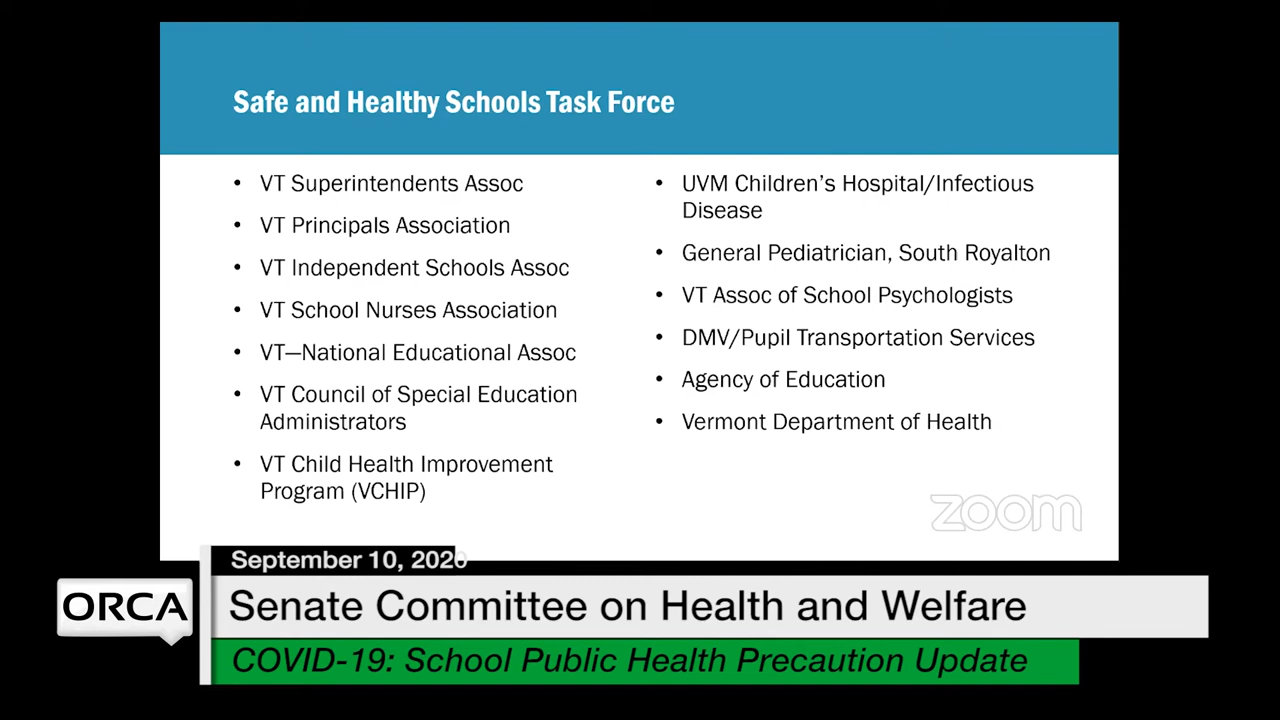 Safe and Healthy Schools Task Force
• VT Superintendents Assoc
• VT Principals Association
• VT Independent Schools Assoc
• VT School Nurses Association
• VT—National Educational Assoc
• VT Council of Special Education
Administrators
• VT Child Health Improvement
Program (VCHIP)
• UVM Children's Hospital/Infectious
Disease
• General Pediatrician, South Royalton
• VT Assoc of School Psychologists
• DMV/Pupil Transportation Services
• Agency of Education
• Vermont Department of Health
zoom
September 10, 2020
ORCA
Senate Committee on Health and Welfare
COVID-19: School Public Health Precaution Update